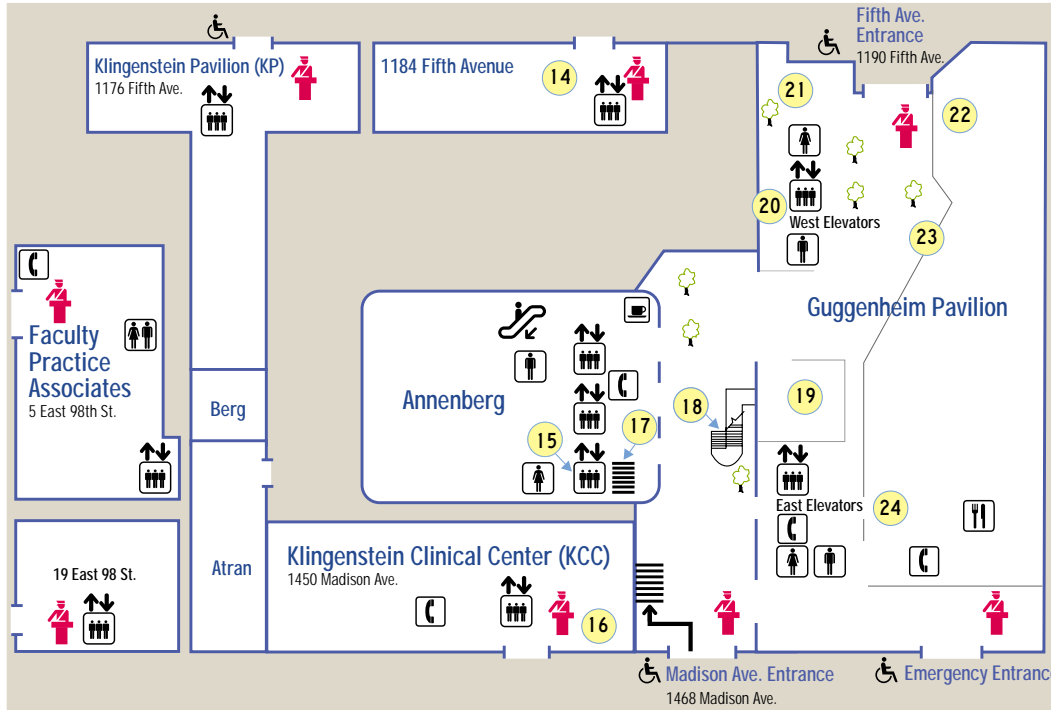 Fifth Ave.
Entrance
1190 Fifth Ave.
Klingenstein Pavilion (KP)
1176 Fifth Ave.
1184 Fifth Avenue
14
21
22
20
West Elevators
23
Guggenheim Pavilion
Faculty
Practice
Associates
5 East 98th St.
Berg
Annenberg
15
17
18
19
East Elevators
24
19 East 98 St.
Atran
Klingenstein Clinical Center (KCC)
1450 Madison Ave.
16
Madison Ave. Entrance
1468 Madison Ave.
Emergency Entrance